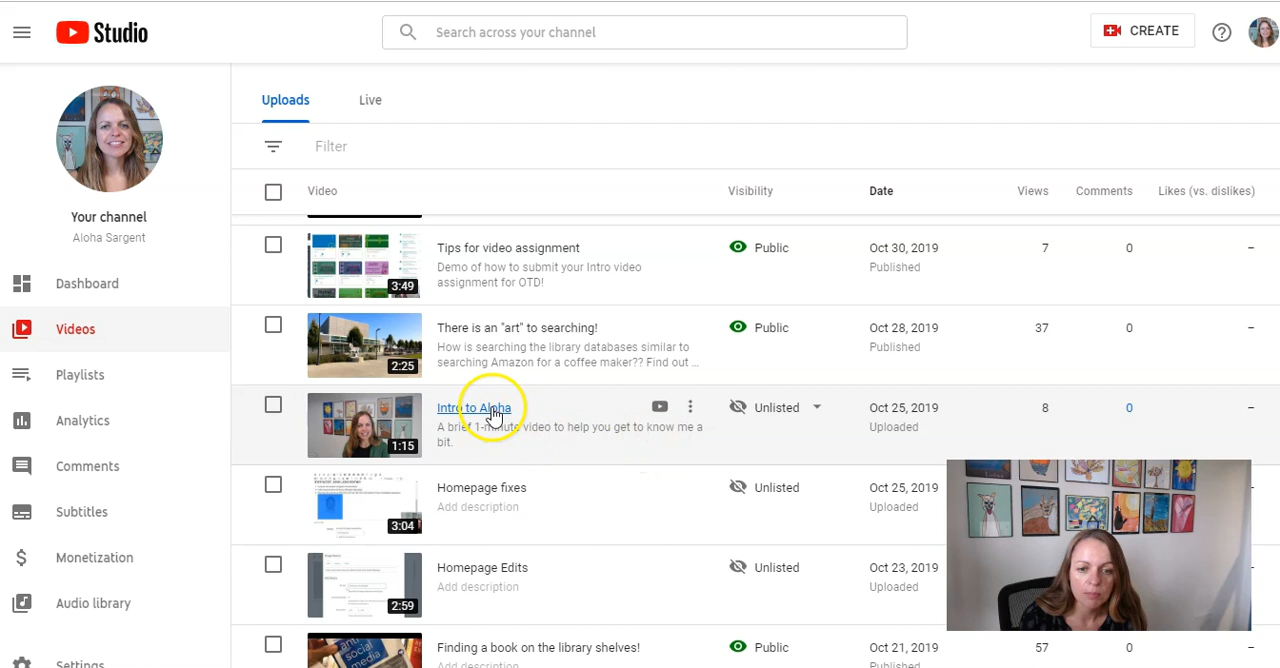 Studio
Search across your channel
CREATE
Your channel
Aloha Sargent
Dashboard
Videos
Playlists
Analytics
Comments
Subtitles
Monetization
Audio library
Settings
Uploads
Live
Filter
Video
Visibility
Date
Views
Comments
Likes (vs. dislikes)
3:49
Tips for video assignment
Demo of how to submit your Intro video
assignment for OTD!
Public
Oct 30, 2019
Published
7
0
–
2:25
There is an "art" to searching!
How is searching the library databases similar to
searching Amazon for a coffee maker?? Find out ...
Public
Oct 28, 2019
Published
37
0
–
1:15
Intro to Aloha
A brief 1-minute video to help you get to know me a
bit.
Unlisted
Oct 25, 2019
Uploaded
8
0
–
3:04
Homepage fixes
Add description
Unlisted
Oct 25, 2019
Uploaded
2:59
Homepage Edits
Add description
Unlisted
Oct 23, 2019
Uploaded
social
media
Finding a book on the library shelves!
Add description
Public
Oct 21, 2019
Published
57
0
–